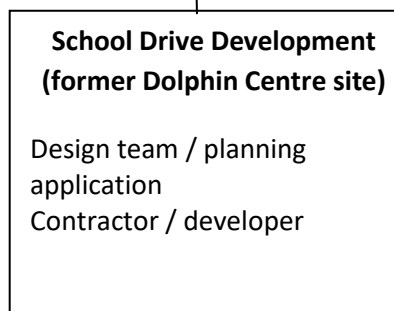 School Drive Development
(former Dolphin Centre site)
Design team / planning
application
Contractor / developer